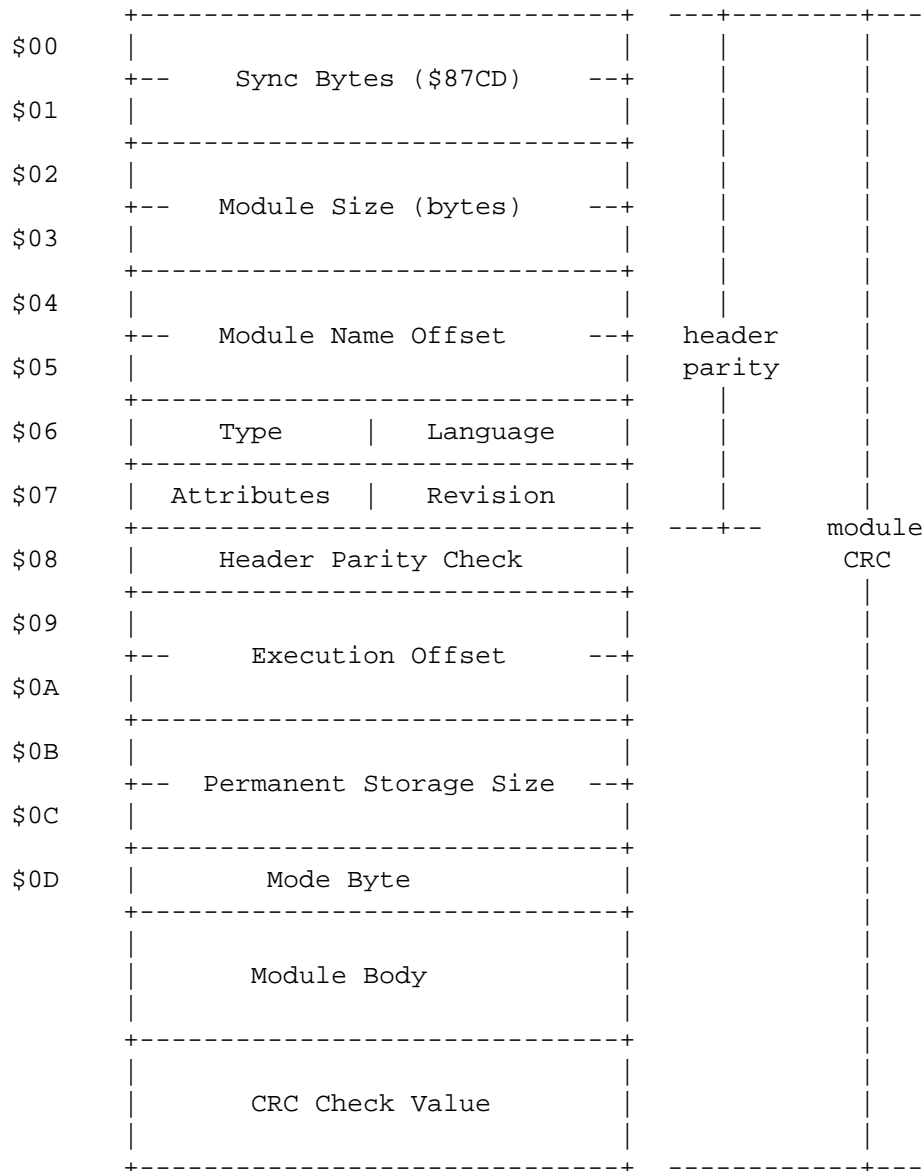 $00
Sync Bytes ($87CD)
$01
$02
Module Size (bytes)
$03
$04
Module Name Offset header
$05 parity
$06 Type | Language
$07 Attributes | Revision
module
$08 Header Parity Check CRC
$09
Execution Offset
$0A
$0B
Permanent Storage Size
$0C
$0D Mode Byte
Module Body
CRC Check Value